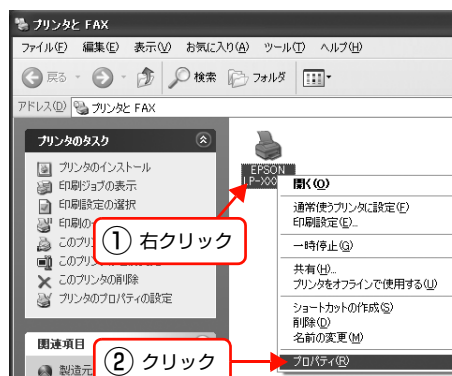 プリンタと FAX
ファイル(F) 編集(E) 表示(V) お気に入り(A) ツール(T) ヘルプ(H)
戻る 検索 フォルダ
アドレス(D) プリンタと FAX
プリンタのタスク
プリンタのインストール
印刷ジョブの表示
印刷設定の選択
印刷の
このプリ
このプ
このプリンタの削除
プリンタのプロパティの設定
関連項目
製造元
EPSON
LP-XXX
① 右クリック
開く(O)
通常使うプリンタに設定(F)
印刷設定(E)...
一時停止(G)
共有(H)...
プリンタをオフラインで使用する(U)
ショートカットの作成(S)
削除(D)
名前の変更(M)
プロパティ(R)
② クリック